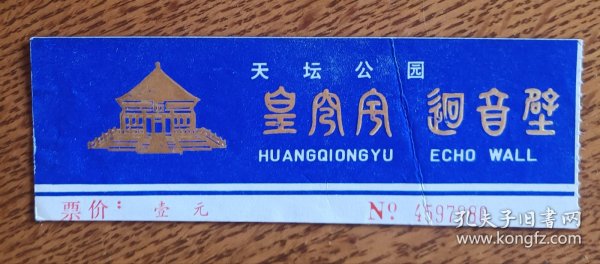 天坛公园
皇穹宇 迴音壁
HUANGQIONGYU ECHO WALL
票价：壹元 Nº 4597980
孔夫子旧书网
www.kongfz.com